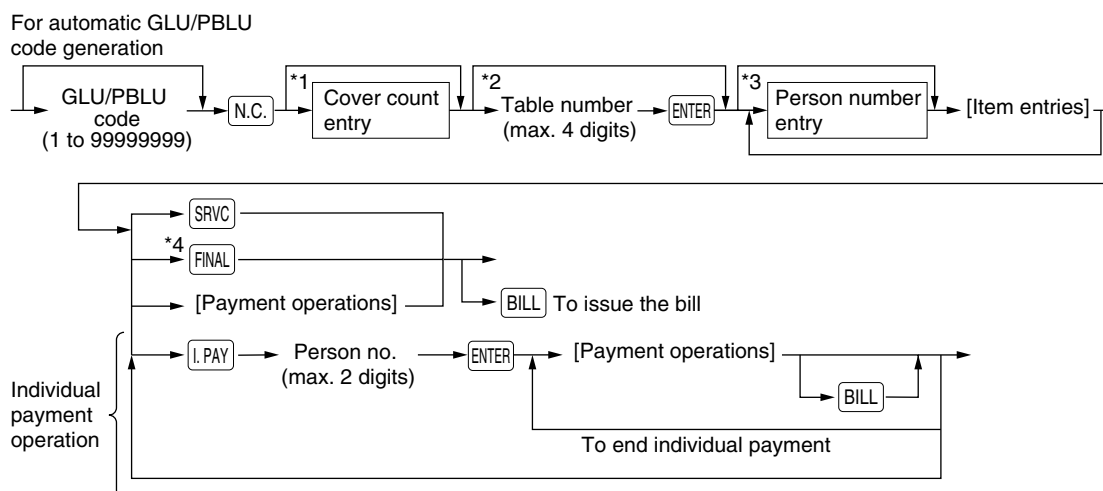 For automatic GLU/PBLU
code generation
GLU/PBLU
code
(1 to 99999999)
N.C.
*1
Cover count
entry
*2
Table number
(max. 4 digits)
ENTER
*3
Person number
entry
[Item entries]
SRVC
*4
FINAL
[Payment operations]
BILL To issue the bill
Individual
payment
operation
I. PAY
Person no.
(max. 2 digits)
ENTER
[Payment operations]
BILL
To end individual payment